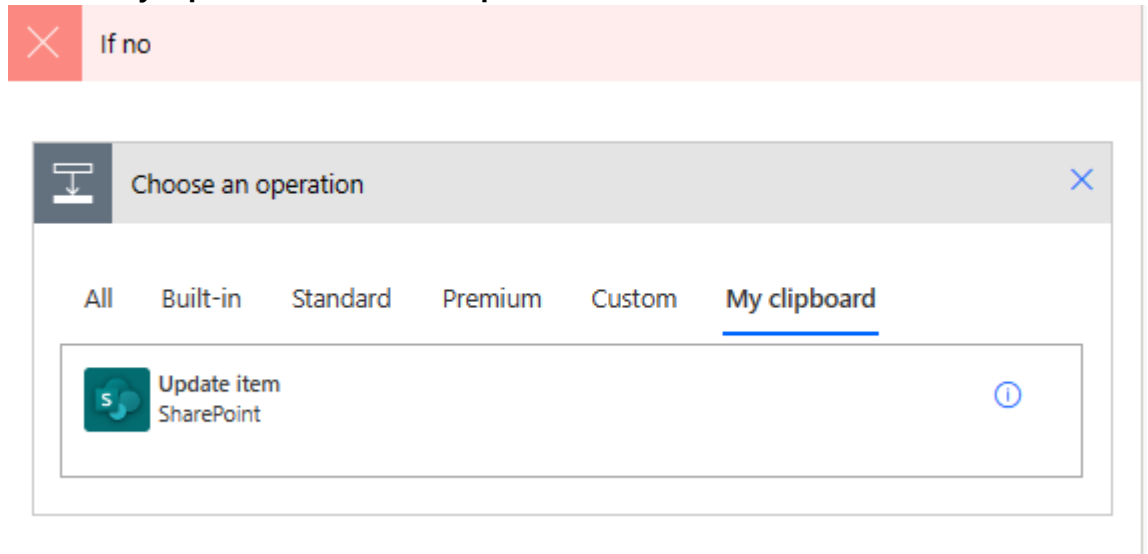 If no
Choose an operation
All Built-in Standard Premium Custom My clipboard
Update item
SharePoint